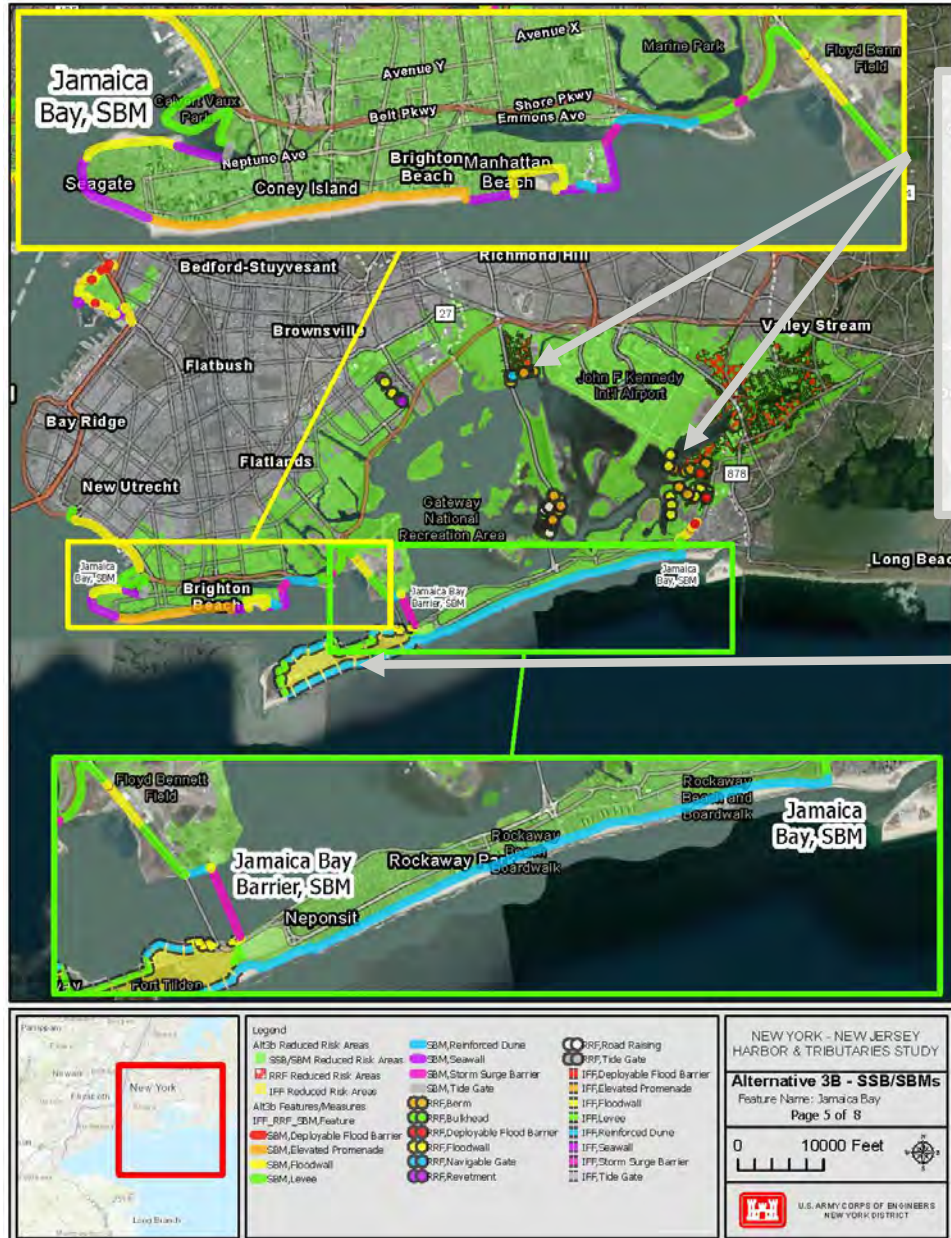 Avenue X
Marine Park
Floyd Benn
Field
Avenue Y
Jamaica
Bay, SBM
Calvert Vaux
Park
Belt Pkwy
Shore Pkwy
Emmons Ave
Neptune Ave
Brighton
Beach
Manhattan
Beach
Seagate
Coney Island
Bedford-Stuyvesant
Richmond Hill
27
Brownsville
Valley Stream
Flatbush
John F Kennedy
Int'l Airport
Bay Ridge
Flatlands
878
New Utrecht
Gateway
National
Recreation Area
Long Beac
Jamaica
Bay, SBM
Brighton
Beach
Jamaica Bay
Barrier, SBM
Jamaica
Bay, SBM
Floyd Bennett
Field
Rockaway
Beach and
Boardwalk
Jamaica
Bay, SBM
Jamaica Bay
Barrier, SBM
Rockaway
Boardwalk
Neponsit
Fort Tilden
New York
Long Branch
Legend
Alt3b Reduced Risk Areas
SSB/SBM Reduced Risk Areas
RRF Reduced Risk Areas
IFF Reduced Risk Areas
Alt3b Features/Measures
IFF_RRF_SBM,Feature
SBM,Deployable Flood Barrier
SBM,Elevated Promenade
SBM,Floodwall
SBM,Levee
SBM,Reinforced Dune
SBM,Seawall
SBM,Storm Surge Barrier
SBM,Tide Gate
RRF,Berm
RRF,Bulkhead
RRF,Deployable Flood Barrier
RRF,Floodwall
RRF,Navigable Gate
RRF,Revetment
RRF,Road Raising
RRF,Tide Gate
IFF,Deployable Flood Barrier
IFF,Elevated Promenade
IFF,Floodwall
IFF,Levee
IFF,Reinforced Dune
IFF,Seawall
IFF,Storm Surge Barrier
IFF,Tide Gate
NEW YORK - NEW JERSEY
HARBOR & TRIBUTARIES STUDY
Alternative 3B - SSB/SBMs
Feature Name: Jamaica Bay
Page 5 of 8
0 10000 Feet
U.S. ARMY CORPS OF ENGINEERS
NEW YORK DISTRICT